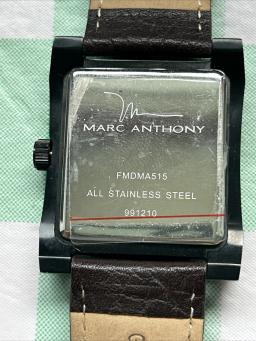 MARC ANTHONY
FMDMA515
ALL STAINLESS STEEL
991210